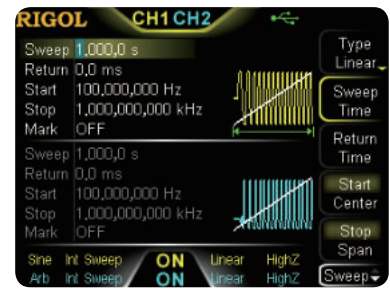 RIGOL CH1 CH2
Sweep 1,000,0 s
Return 0,0 ms
Start 100,000,000 Hz
Stop 1,000,000,000 kHz
Mark OFF
Sweep 1,000,0 s
Return 0,0 ms
Start 100,000,000 Hz
Stop 1,000,000,000 kHz
Mark OFF
Sine Int Sweep ON Linear HighZ
Arb Int Sweep ON Linear HighZ
Type
Linear
Sweep
Time
Return
Time
Start
Center
Stop
Span
Sweep